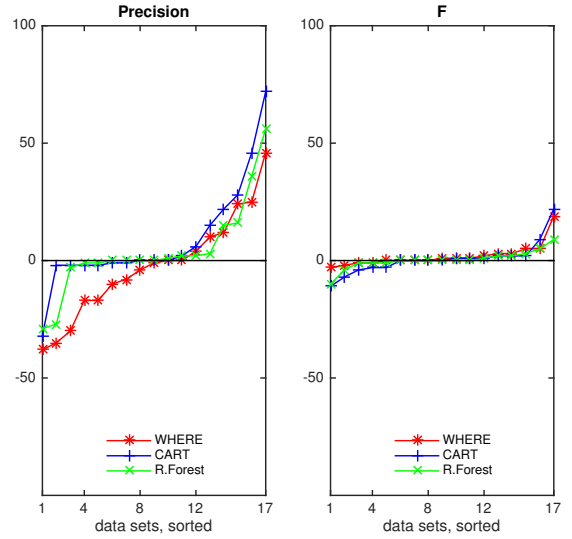 Precision
100
50
0
-50
WHERE
CART
R.Forest
1 4 8 12 17
data sets, sorted
F
100
50
0
-50
WHERE
CART
R.Forest
1 4 8 12 17
data sets, sorted